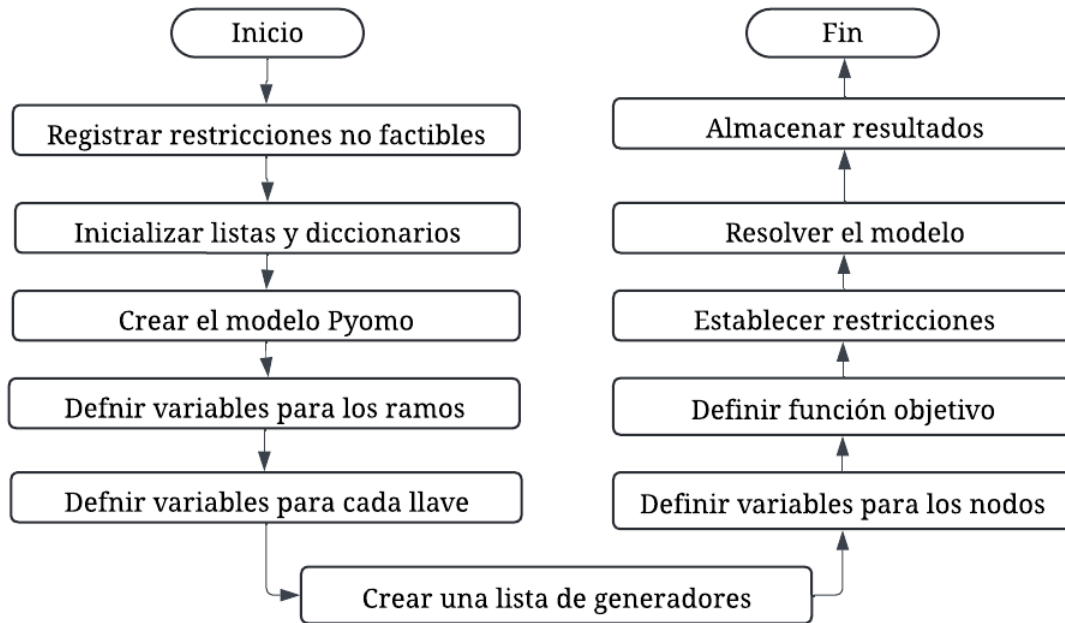 Inicio
Registrar restricciones no factibles
Inicializar listas y diccionarios
Crear el modelo Pyomo
Defnir variables para los ramos
Defnir variables para cada llave
Crear una lista de generadores
Definir variables para los nodos
Definir función objetivo
Establecer restricciones
Resolver el modelo
Almacenar resultados
Fin